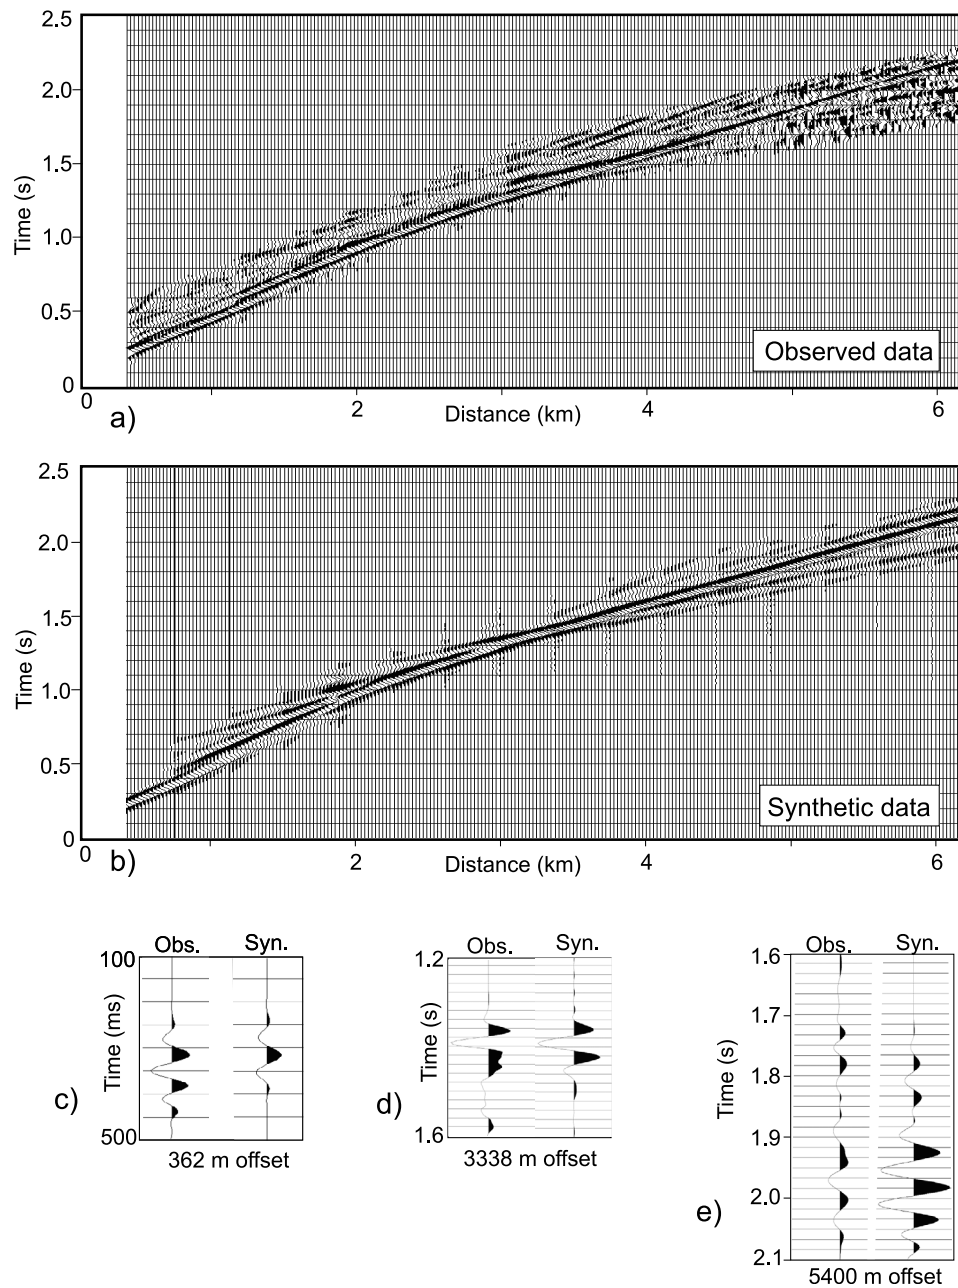 2.5
2.0
1.5
1.0
0.5
0
Time (s)
Observed data
0
2
4
6
Distance (km)
a)
2.5
2.0
1.5
1.0
0.5
0
Time (s)
Synthetic data
0
2
4
6
Distance (km)
b)
Obs. Syn.
100
Time (ms)
500
c)
362 m offset
Obs. Syn.
1.2
Time (s)
1.6
d)
3338 m offset
Obs. Syn.
1.6
1.7
1.8
1.9
2.0
2.1
Time (s)
e)
5400 m offset